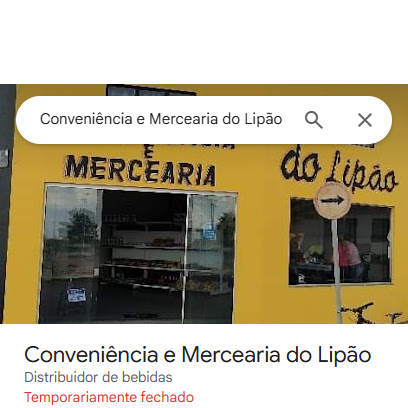 Conveniência e Mercearia do Lipão
E
MERCEARIA
do Lipão
Conveniência e Mercearia do Lipão
Distribuidor de bebidas
Temporariamente fechado